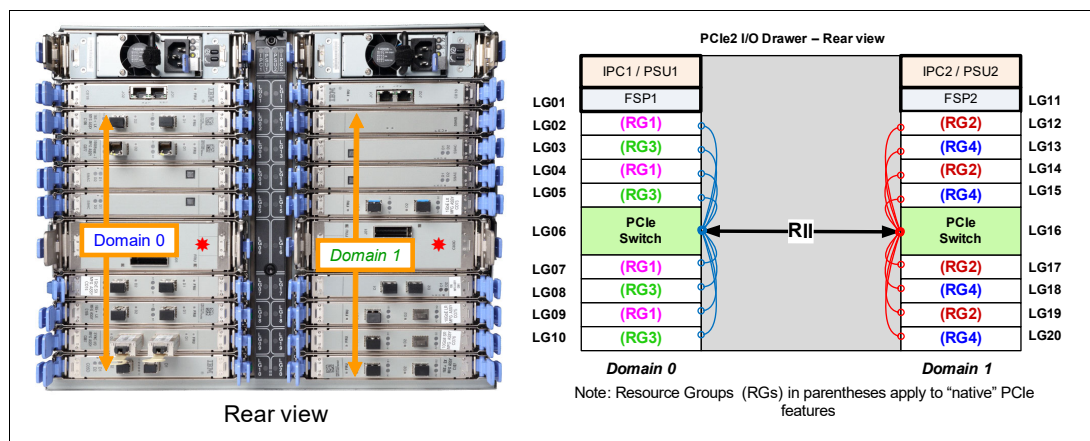 Domain 0
Domain 1
Rear view
PCIe2 I/O Drawer – Rear view
IPC1 / PSU1
IPC2 / PSU2
LG01
FSP1
FSP2
LG11
LG02
(RG1)
(RG2)
LG12
LG03
(RG3)
(RG4)
LG13
LG04
(RG1)
(RG2)
LG14
LG05
(RG3)
(RG4)
LG15
LG06
PCIe
Switch
RII
PCIe
Switch
LG16
LG07
(RG1)
(RG2)
LG17
LG08
(RG3)
(RG4)
LG18
LG09
(RG1)
(RG2)
LG19
LG10
(RG3)
(RG4)
LG20
Domain 0
Domain 1
Note: Resource Groups (RGs) in parentheses apply to “native” PCIe
features